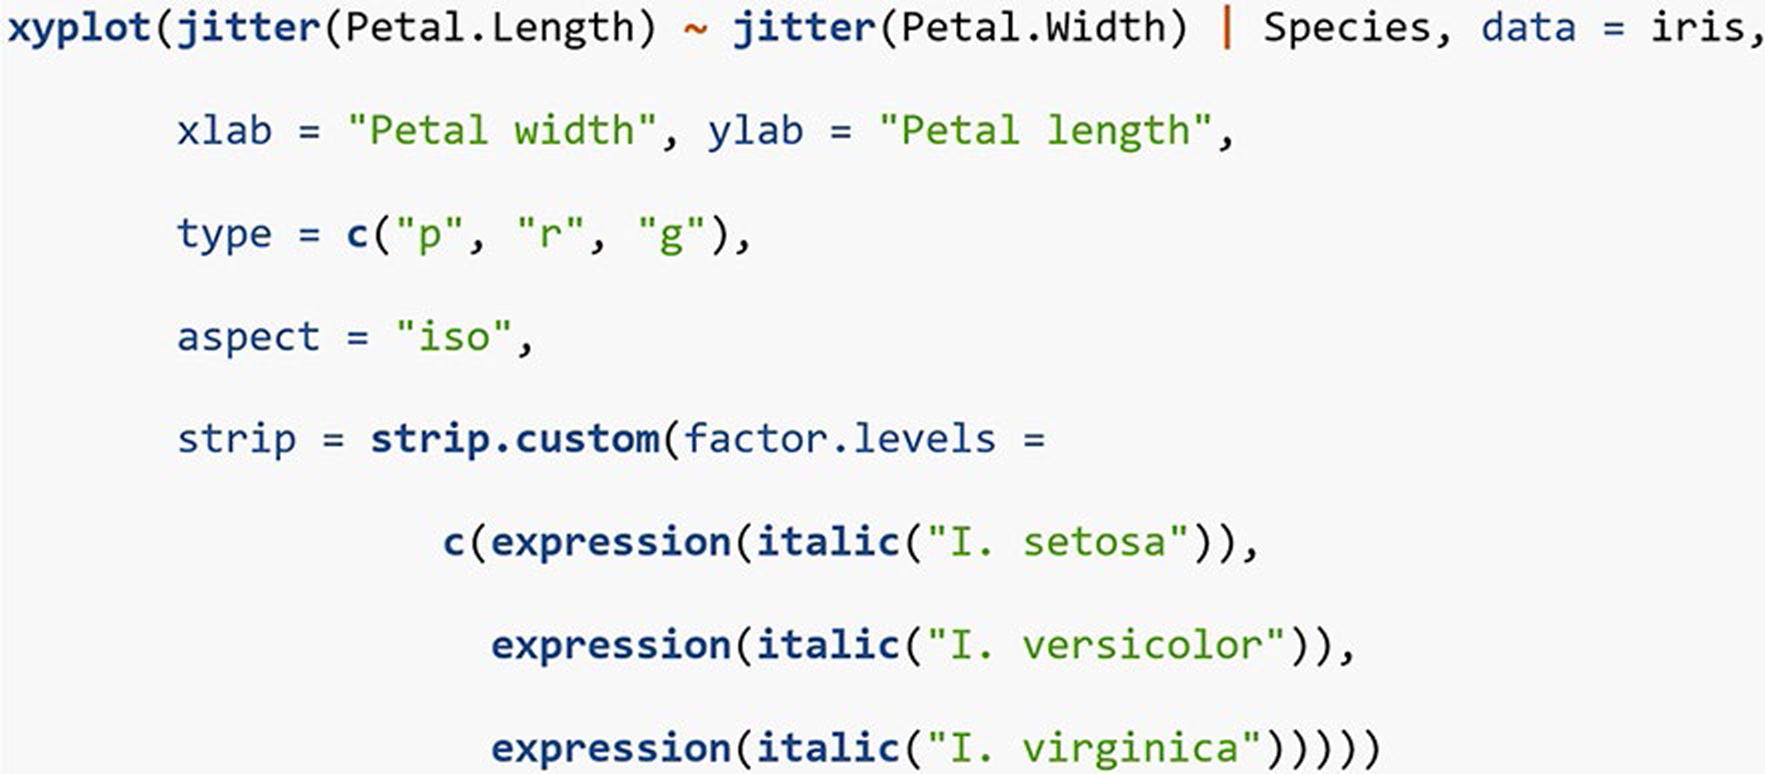 xyplot(jitter(Petal.Length) ~ jitter(Petal.Width) | Species, data = iris,
xlab = "Petal width", ylab = "Petal length",
type = c("p", "r", "g"),
aspect = "iso",
strip = strip.custom(factor.levels =
c(expression(italic("I. setosa")),
expression(italic("I. versicolor")),
expression(italic("I. virginica")))))